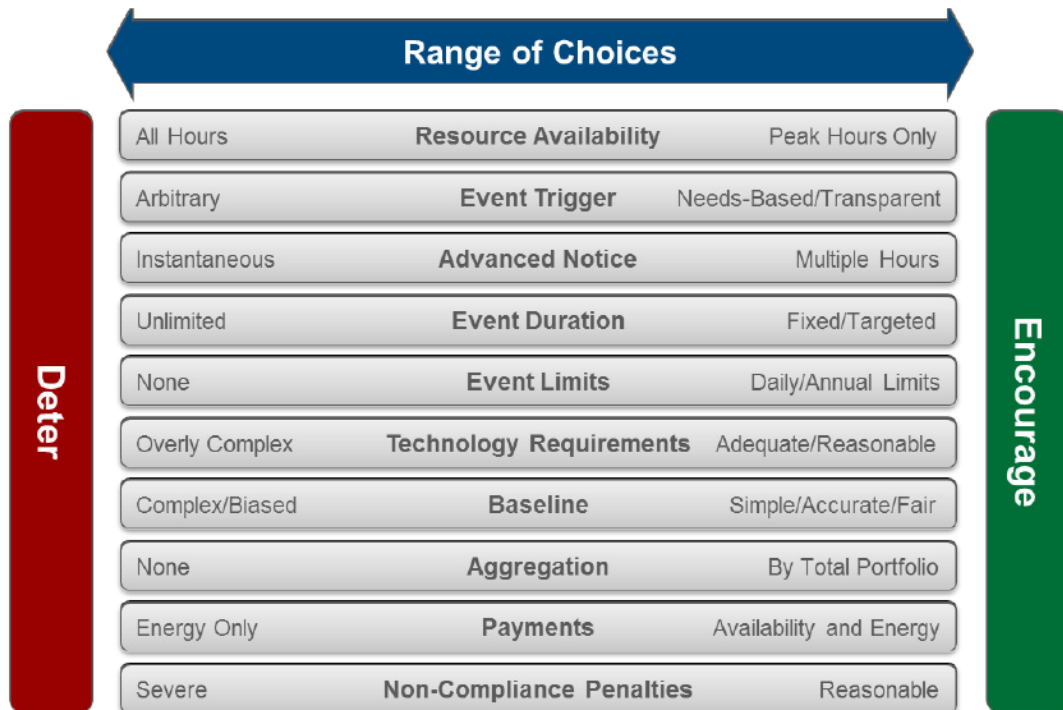 Range of Choices
Deter
All Hours Resource Availability Peak Hours Only
Arbitrary Event Trigger Needs-Based/Transparent
Instantaneous Advanced Notice Multiple Hours
Unlimited Event Duration Fixed/Targeted
None Event Limits Daily/Annual Limits
Overly Complex Technology Requirements Adequate/Reasonable
Complex/Biased Baseline Simple/Accurate/Fair
None Aggregation By Total Portfolio
Energy Only Payments Availability and Energy
Severe Non-Compliance Penalties Reasonable
Encourage